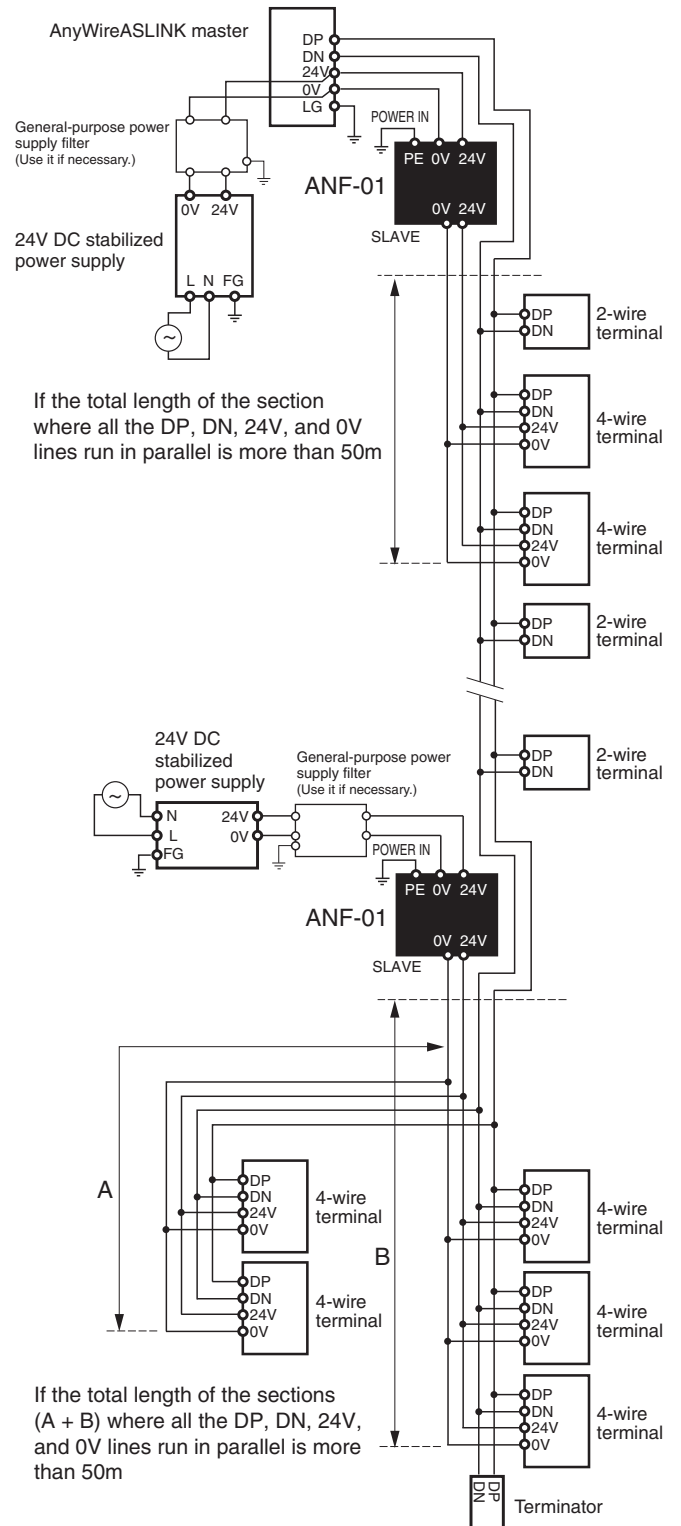 AnyWireASLINK master
DP
DN
24V
0V
LG
General-purpose power
supply filter
(Use it if necessary.)
POWER IN
PE 0V 24V
ANF-01
0V 24V
SLAVE
0V 24V
24V DC stabilized
power supply
L N FG
~
DP
DN
2-wire
terminal
If the total length of the section
where all the DP, DN, 24V, and 0V
lines run in parallel is more than 50m
DP
DN
24V
0V
4-wire
terminal
DP
DN
24V
0V
4-wire
terminal
DP
DN
2-wire
terminal
DP
DN
2-wire
terminal
24V DC
stabilized
power supply
General-purpose power
supply filter
(Use it if necessary.)
~
N
L
FG
24V
0V
POWER IN
PE 0V 24V
ANF-01
0V 24V
SLAVE
A
B
DP
DN
24V
0V
4-wire
terminal
DP
DN
24V
0V
4-wire
terminal
DP
DN
24V
0V
4-wire
terminal
DP
DN
24V
0V
4-wire
terminal
DP
DN
24V
0V
4-wire
terminal
If the total length of the sections
(A + B) where all the DP, DN, 24V,
and 0V lines run in parallel is more
than 50m
DP
DN
Terminator